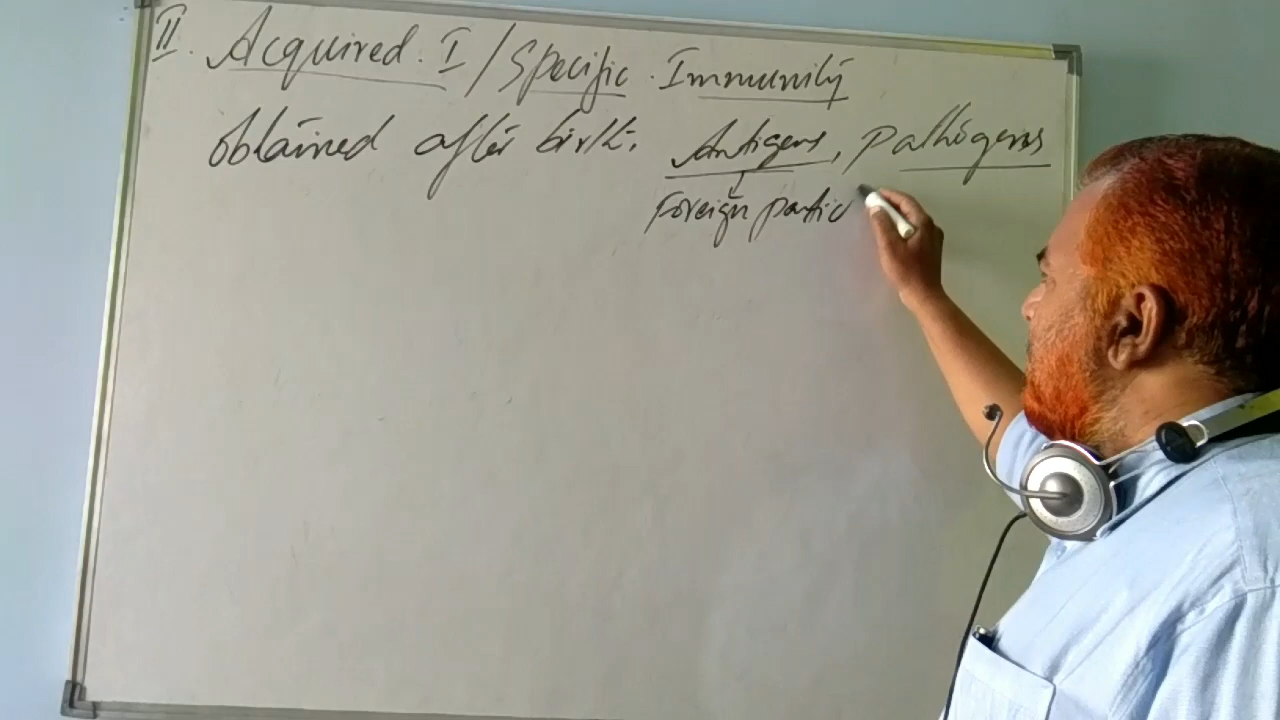 II. Acquired. I / Specific. Immunity
Obtained after birth. Antigens, Pathogens
Foreign partic